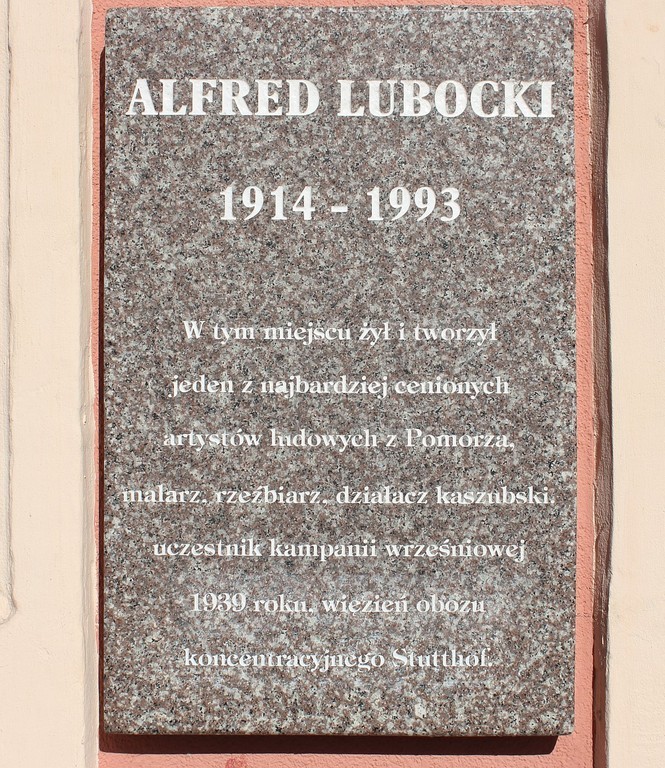 ALFRED LUBOCKI
1914 - 1993
W tym miejscu żył i tworzył
jeden z najbardziej cenionych
artystów ludowych z Pomorza,
malarz, rzeźbiarz, działacz kaszubski,
uczestnik kampanii wrześniowej
1939 roku, więzień obozu
koncentracyjnego Stutthof.